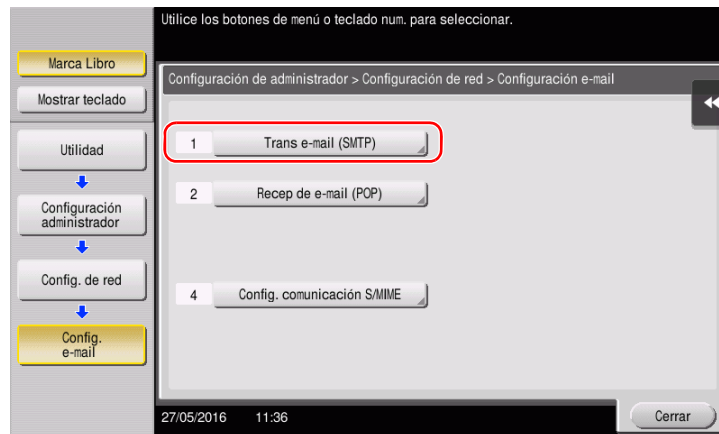 Utilice los botones de menú o teclado num. para seleccionar.
Marca Libro
Mostrar teclado
Utilidad
Configuración
administrador
Config. de red
Config.
e-mail
Configuración de administrador > Configuración de red > Configuración e-mail
1 Trans e-mail (SMTP)
2 Recep de e-mail (POP)
4 Config. comunicación S/MIME
27/05/2016 11:36
Cerrar